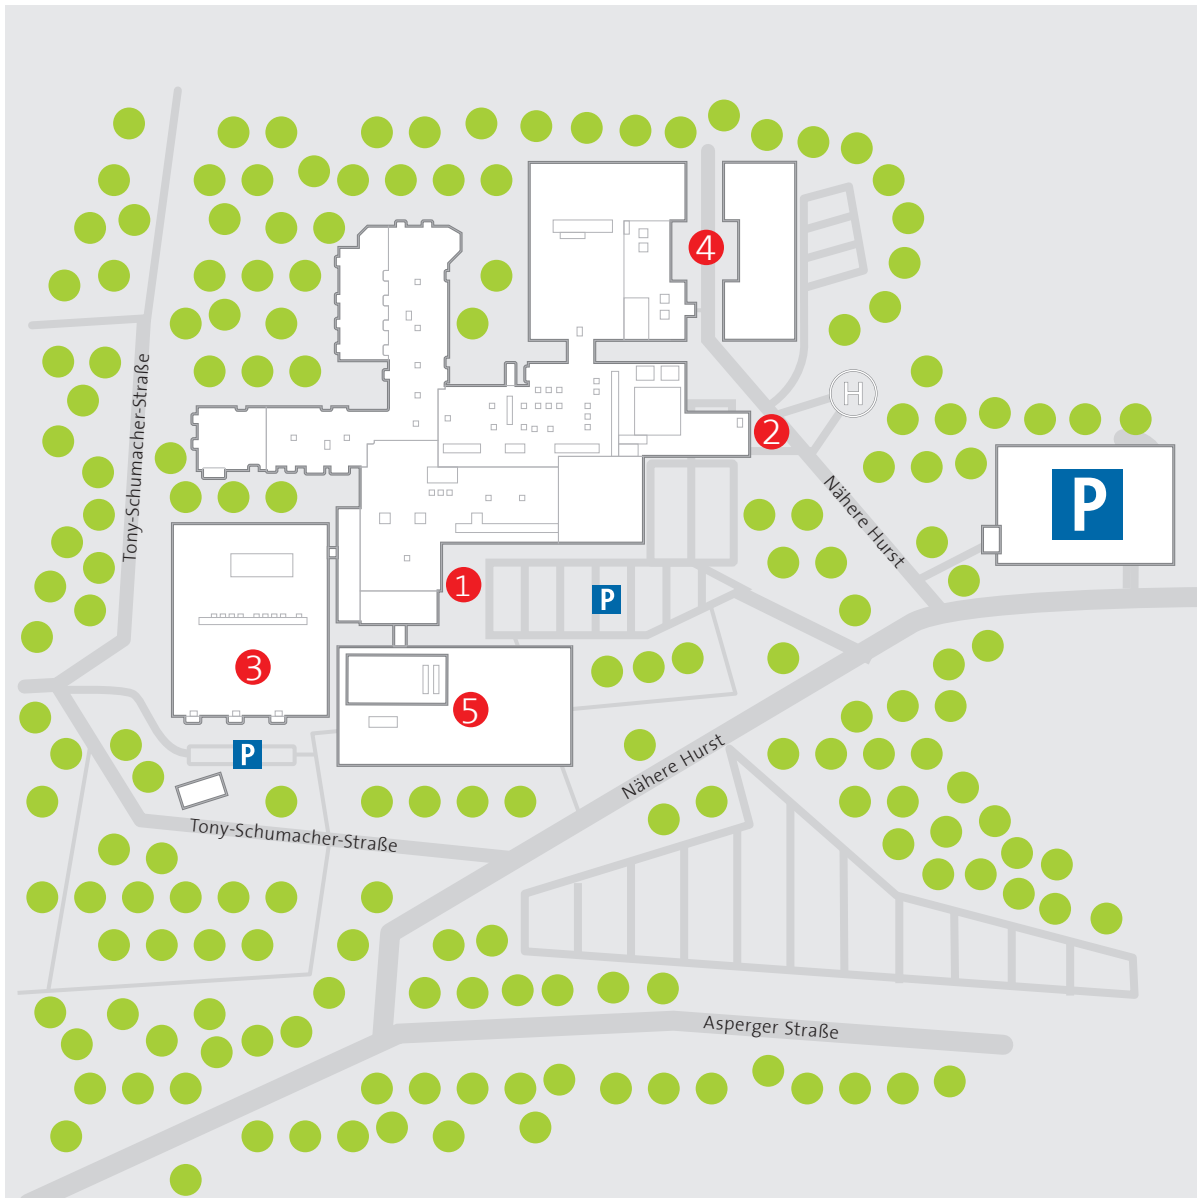 4
H
2
Tony-Schumacher-Straße
P
Nähere Hurst
1
P
3
5
P
Nähere Hurst
Tony-Schumacher-Straße
Asperger Straße